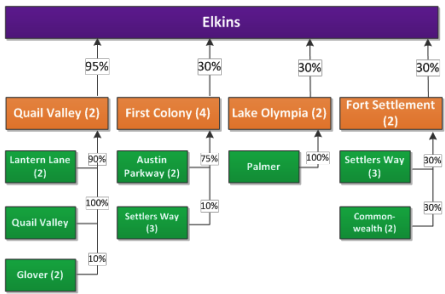 Elkins
95%
30%
30%
30%
Quail Valley (2)
First Colony (4)
Lake Olympia (2)
Fort Settlement
(2)
Lantern Lane
(2)
90%
Austin
Parkway (2)
75%
Palmer
100%
Settlers Way
(3)
30%
Quail Valley
100%
Settlers Way
(3)
10%
Common-
wealth (2)
30%
Glover (2)
10%